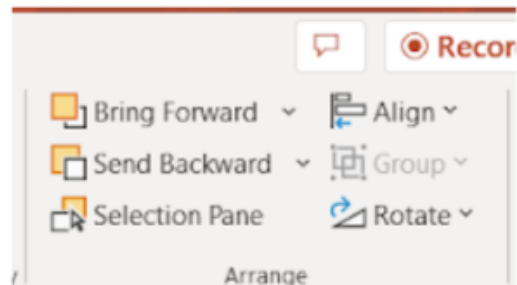 Recor
Bring Forward Align
Send Backward Group
Selection Pane Rotate
Arrange